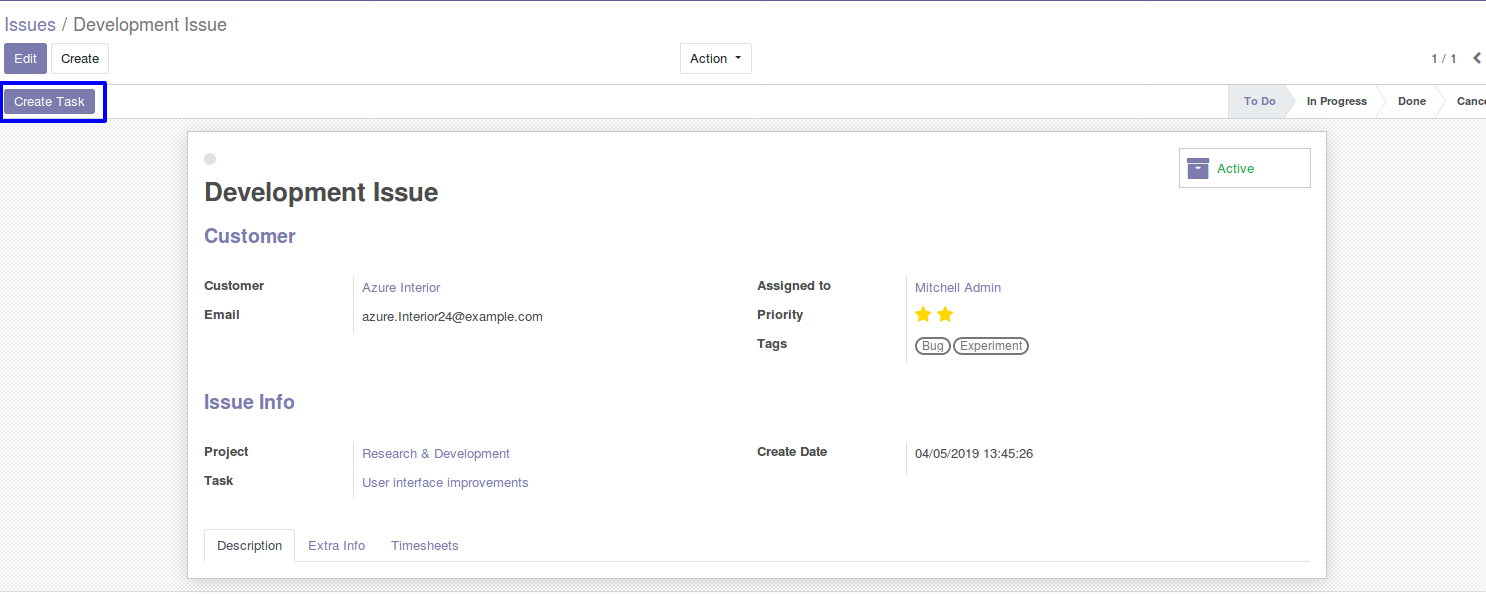 Issues / Development Issue
Edit Create Action 1 / 1
Create Task To Do In Progress Done Cance
Active
Development Issue
Customer
Customer Azure Interior Assigned to Mitchell Admin
Email azure.Interior24@example.com Priority
Tags Bug Experiment
Issue Info
Project Research & Development Create Date 04/05/2019 13:45:26
Task User interface improvements
Description Extra Info Timesheets